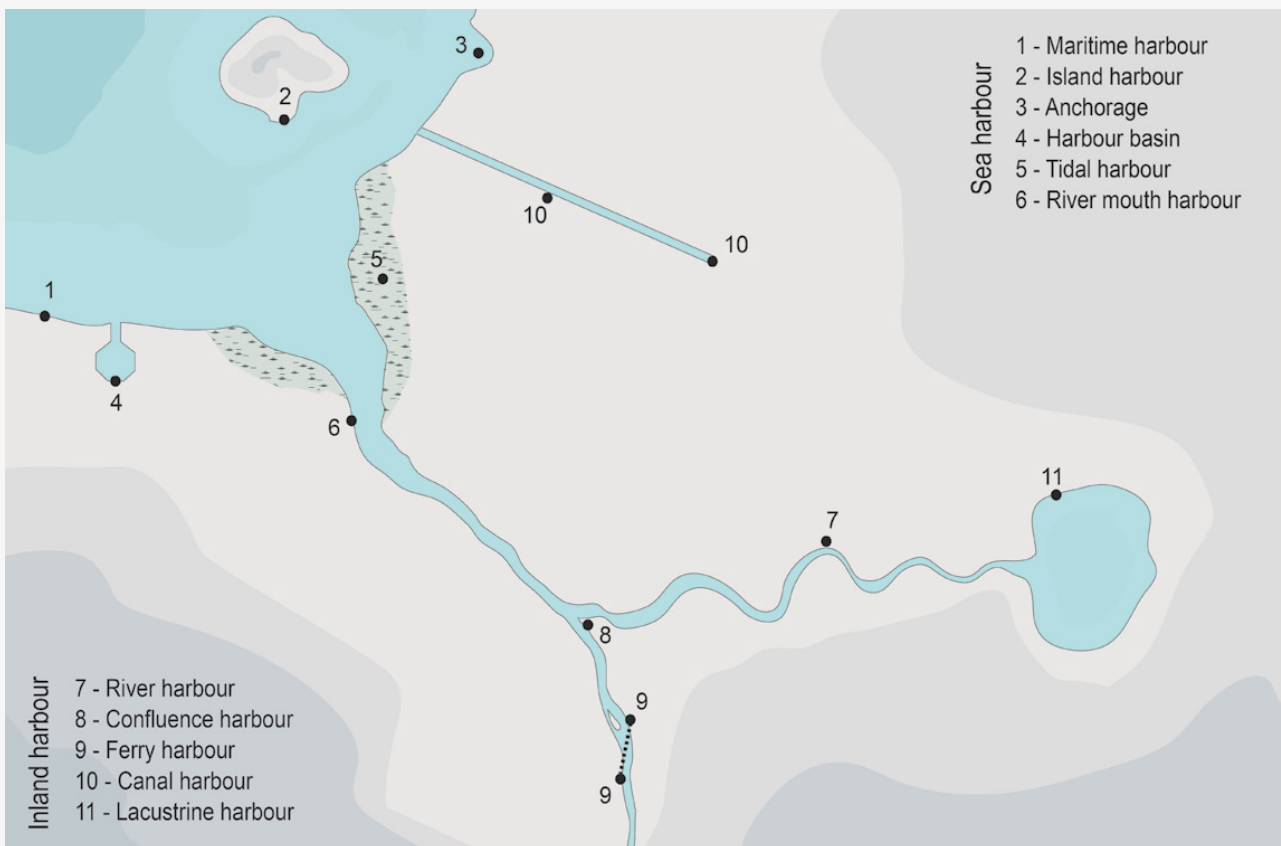 3
2
10
10
5
1
4
6
11
7
8
9
9
Sea harbour
1 - Maritime harbour
2 - Island harbour
3 - Anchorage
4 - Harbour basin
5 - Tidal harbour
6 - River mouth harbour
Inland harbour
7 - River harbour
8 - Confluence harbour
9 - Ferry harbour
10 - Canal harbour
11 - Lacustrine harbour